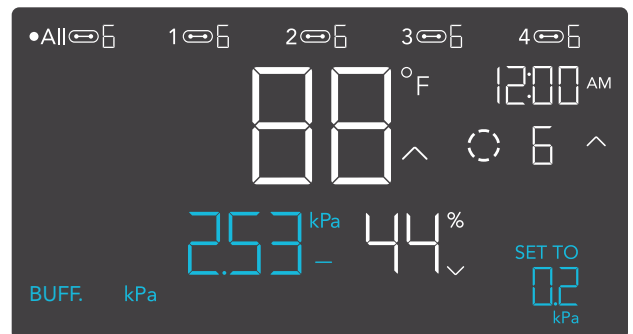 •All 6 1 6 2 6 3 6 4 6
88 °F 12:00 AM
6
2.53 kPa 44 %
SET TO
0.2
BUFF. kPa
kPa